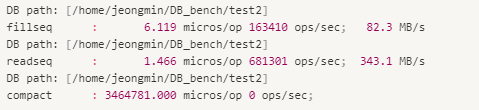 DB path: [/home/jeongmin/DB_bench/test2]
fillseq : 6.119 micros/op 163410 ops/sec; 82.3 MB/s
DB path: [/home/jeongmin/DB_bench/test2]
readseq : 1.466 micros/op 681301 ops/sec; 343.1 MB/s
DB path: [/home/jeongmin/DB_bench/test2]
compact : 3464781.000 micros/op 0 ops/sec;